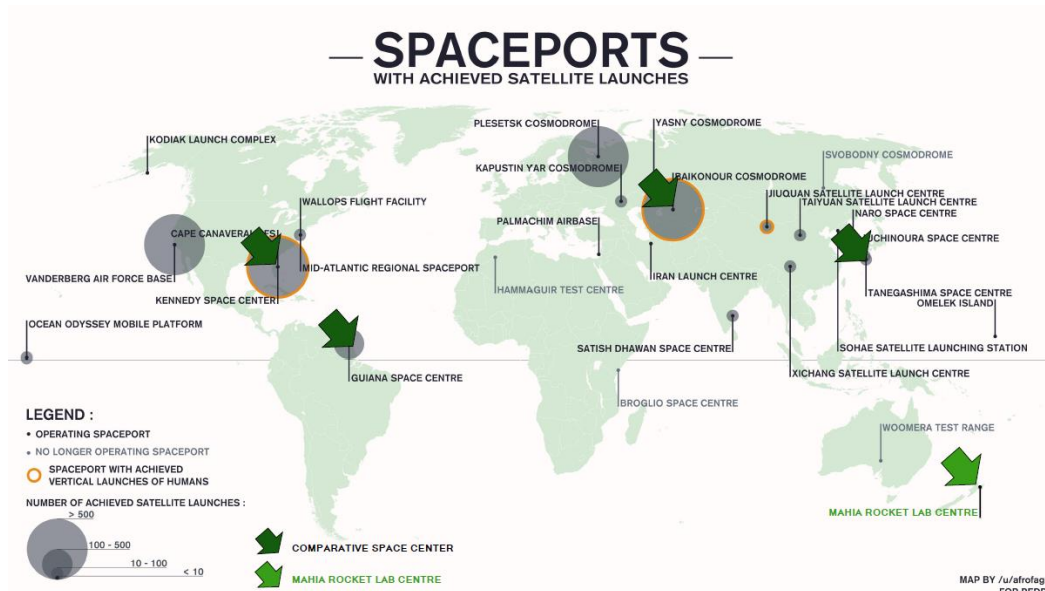 — SPACEPORTS —
WITH ACHIEVED SATELLITE LAUNCHES
KODIAK LAUNCH COMPLEX
PLESETSK COSMODROME
YASNY COSMODROME
SVOBODNY COSMODROME
KAPUSTIN YAR COSMODROME
BAIKONOUR COSMODROME
JIUQUAN SATELLITE LAUNCH CENTRE
TAIYUAN SATELLITE LAUNCH CENTRE
WALLOPS FLIGHT FACILITY
NARO SPACE CENTRE
PALMACHIM AIRBASE
CAPE
UCHINOURA SPACE CENTRE
MID-ATLANTIC REGIONAL SPACEPORT
VANDERBERG AIR FORCE BASE
IRAN LAUNCH CENTRE
HAMMAGUIR TEST CENTRE
TANEGASHIMA SPACE CENTRE
KENNEDY SPACE CENTER
OMELEK ISLAND
OCEAN ODYSSEY MOBILE PLATFORM
SATISH DHAWAN SPACE CENTRE
SOHAE SATELLITE LAUNCHING STATION
GUIANA SPACE CENTRE
XICHANG SATELLITE LAUNCH CENTRE
BROGLIO SPACE CENTRE
WOOMERA TEST RANGE
MAHIA ROCKET LAB CENTRE
LEGEND :
OPERATING SPACEPORT
NO LONGER OPERATING SPACEPORT
SPACEPORT WITH ACHIEVED
VERTICAL LAUNCHES OF HUMANS
NUMBER OF ACHIEVED SATELLITE LAUNCHES :
> 500
100 - 500
10 - 100
< 10
COMPARATIVE SPACE CENTER
MAHIA ROCKET LAB CENTRE
MAP BY /u/afrofag